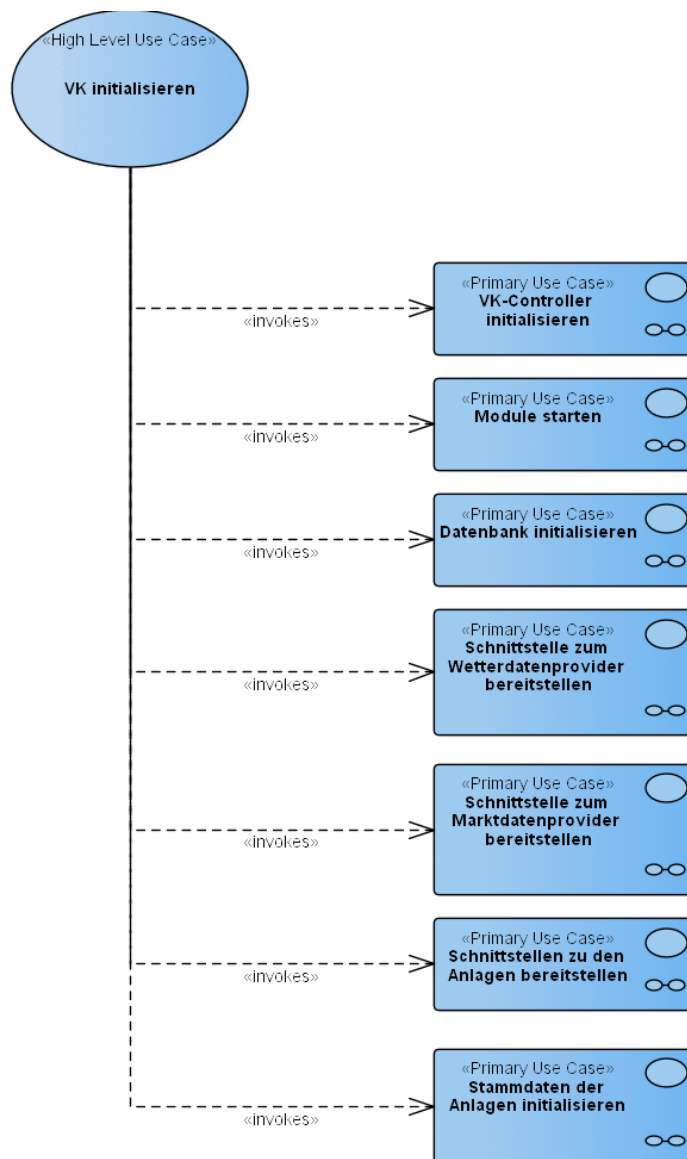 «High Level Use Case»
VK initialisieren
«Primary Use Case»
VK-Controller
initialisieren
«invokes»
«Primary Use Case»
Module starten
«invokes»
«Primary Use Case»
Datenbank initialisieren
«invokes»
«Primary Use Case»
Schnittstelle zum
Wetterdatenprovider
bereitstellen
«invokes»
«Primary Use Case»
Schnittstelle zum
Marktdatenprovider
bereitstellen
«invokes»
«Primary Use Case»
Schnittstellen zu den
Anlagen bereitstellen
«invokes»
«Primary Use Case»
Stammdaten der
Anlagen initialisieren
«invokes»